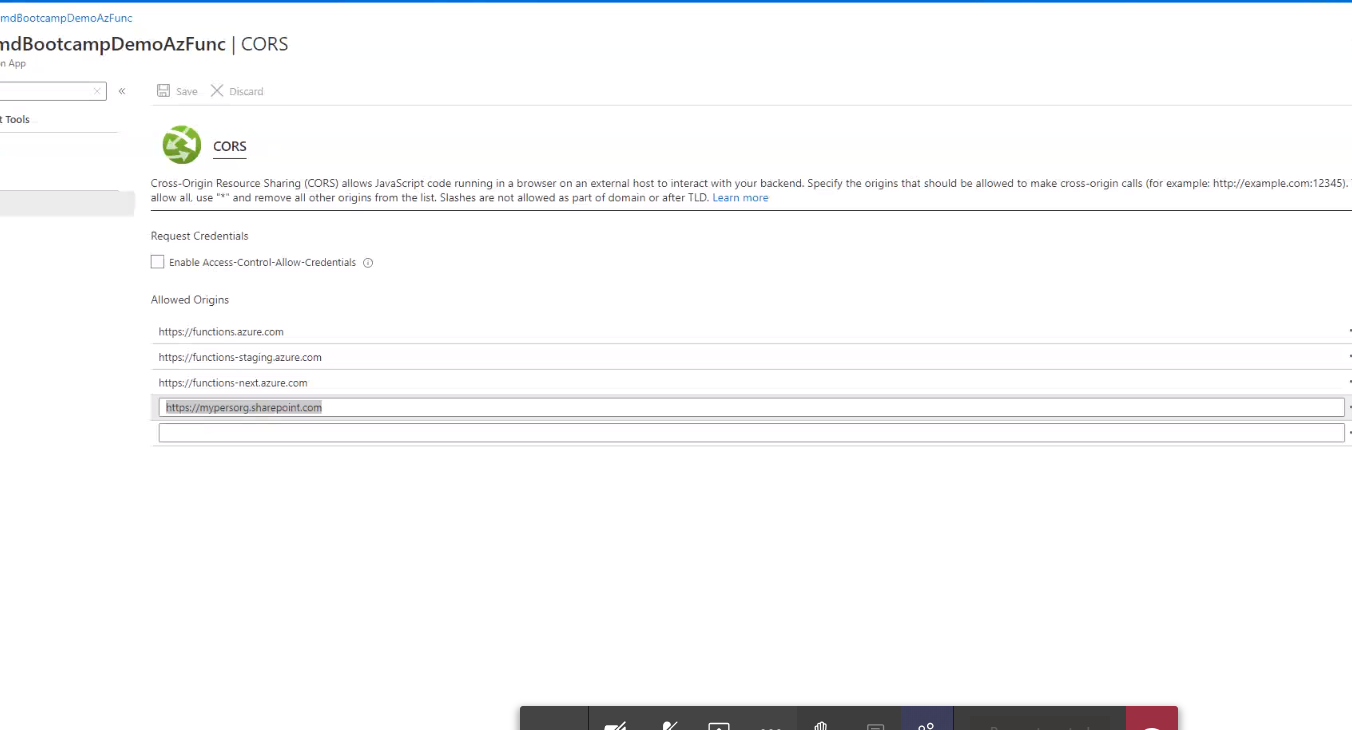 mdBootcampDemoAzFunc
mdBootcampDemoAzFunc | CORS
n App
Save Discard
t Tools
CORS
Cross-Origin Resource Sharing (CORS) allows JavaScript code running in a browser on an external host to interact with your backend. Specify the origins that should be allowed to make cross-origin calls (for example: http://example.com:12345).
allow all, use "*" and remove all other origins from the list. Slashes are not allowed as part of domain or after TLD. Learn more
Request Credentials
Enable Access-Control-Allow-Credentials
Allowed Origins
https://functions.azure.com
https://functions-staging.azure.com
https://functions-next.azure.com
https://mypersorg.sharepoint.com